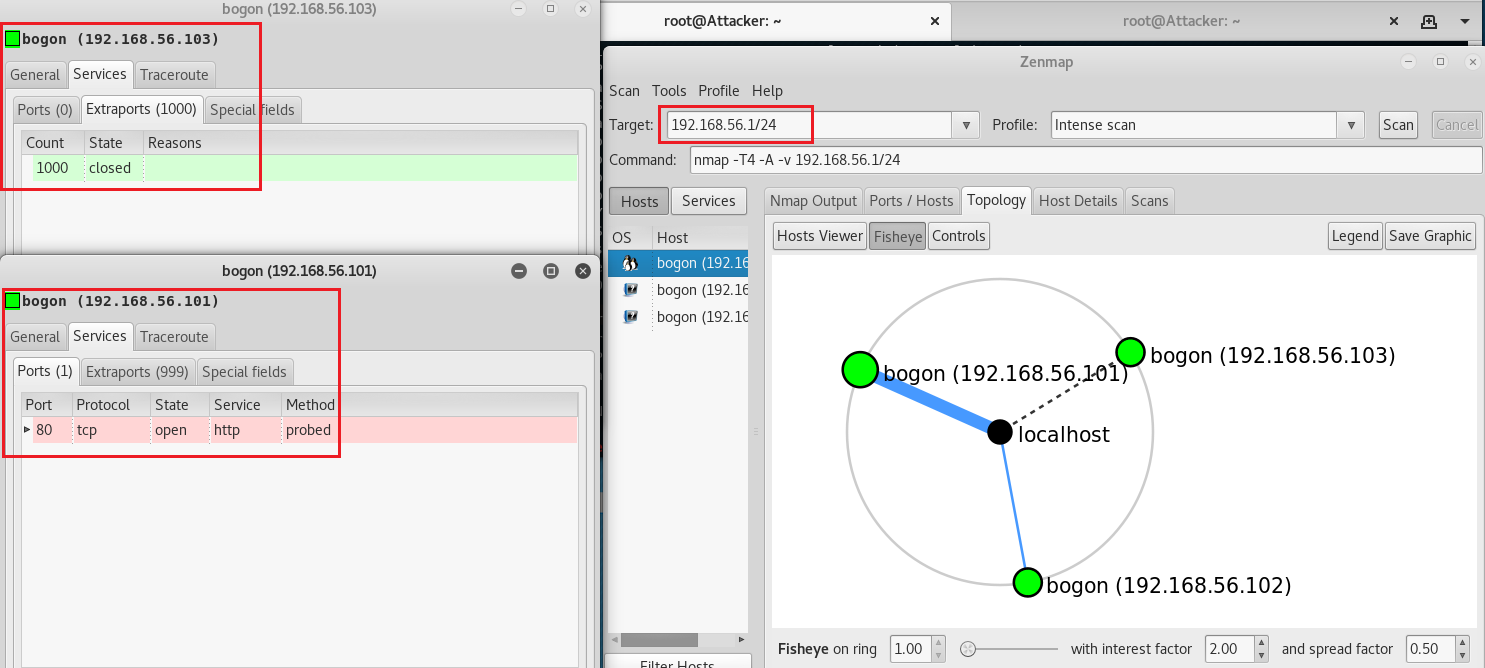 bogon (192.168.56.103)
bogon (192.168.56.103)
General Services Traceroute
Ports (0) Extraports (1000) Special fields
Count State Reasons
1000 closed
bogon (192.168.56.101)
bogon (192.168.56.101)
General Services Traceroute
Ports (1) Extraports (999) Special fields
Port Protocol State Service Method
80 tcp open http probed
root@Attacker: ~ root@Attacker: ~
Zenmap
Scan Tools Profile Help
Target: 192.168.56.1/24 Profile: Intense scan Scan Cancel
Command: nmap -T4 -A -v 192.168.56.1/24
Hosts Services
OS Host
bogon (192.16
bogon (192.16
bogon (192.16
Filter Hosts
Nmap Output Ports / Hosts Topology Host Details Scans
Hosts Viewer Fisheye Controls Legend Save Graphic
bogon (192.168.56.103)
bogon (192.168.56.101)
localhost
bogon (192.168.56.102)
Fisheye on ring 1.00 with interest factor 2.00 and spread factor 0.50